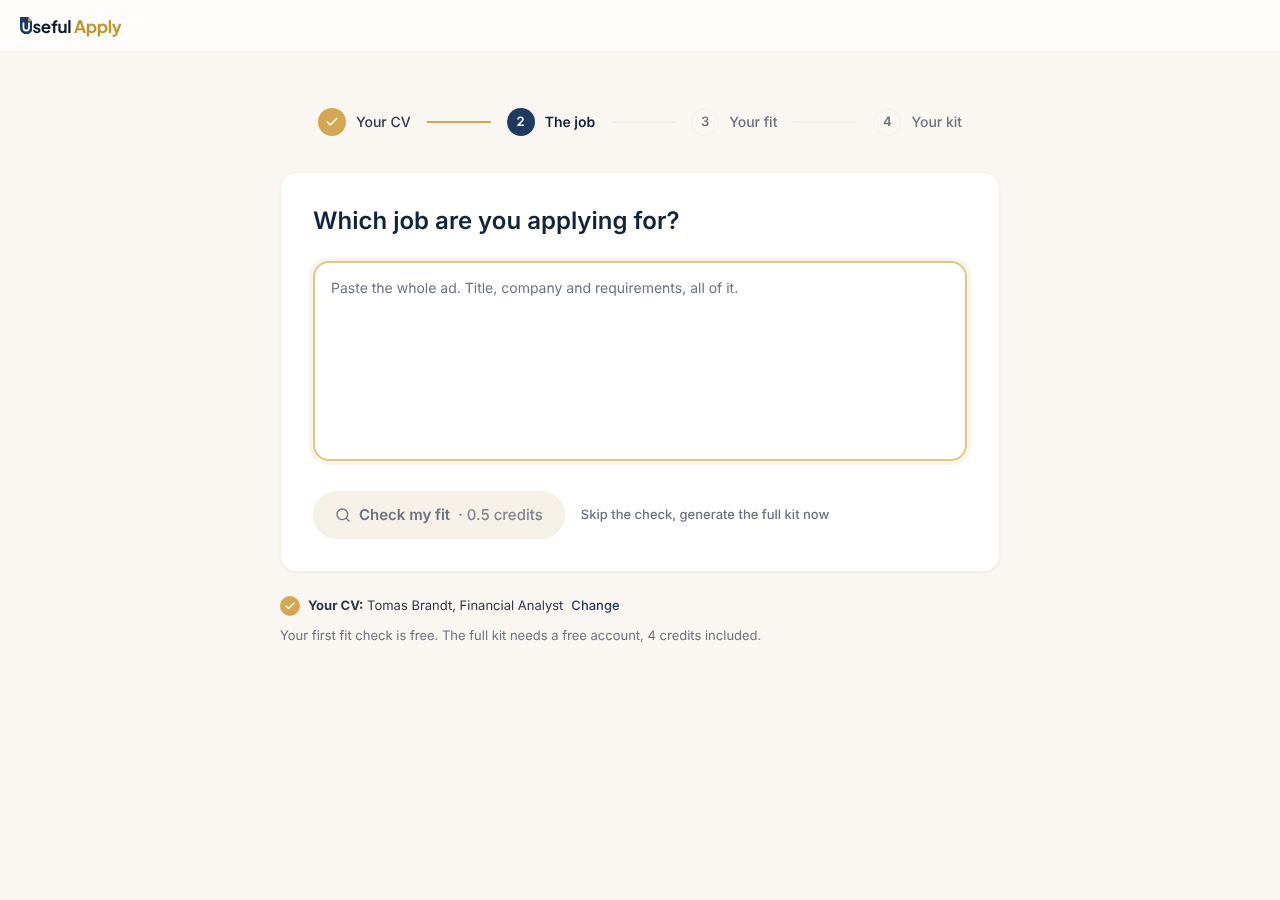 Useful Apply
Your CV
2 The job
3 Your fit
4 Your kit
Which job are you applying for?
Paste the whole ad. Title, company and requirements, all of it.
Check my fit · 0.5 credits
Skip the check, generate the full kit now
Your CV: Tomas Brandt, Financial Analyst Change
Your first fit check is free. The full kit needs a free account, 4 credits included.